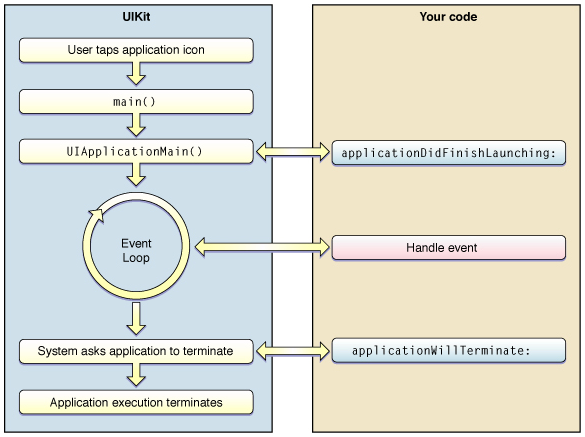 UIKit
Your code
User taps application icon
main()
UIApplicationMain()
applicationDidFinishLaunching:
Event
Loop
Handle event
System asks application to terminate
applicationWillTerminate:
Application execution terminates